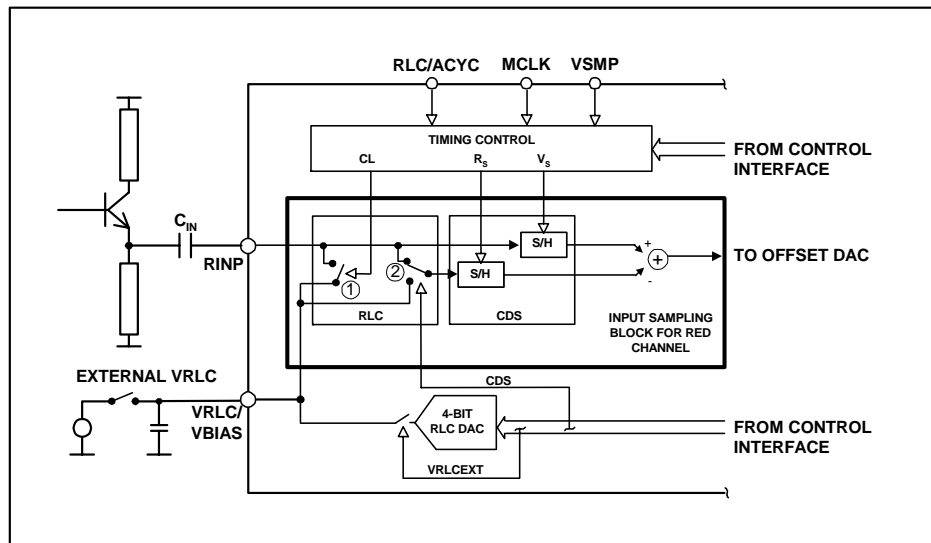 RLC/ACYC MCLK VSMP
TIMING CONTROL
CL RS VS
FROM CONTROL
INTERFACE
CIN
RINP
S/H
S/H
+
+
-
TO OFFSET DAC
1
2
RLC
CDS
INPUT SAMPLING
BLOCK FOR RED
CHANNEL
EXTERNAL VRLC
VRLC/
VBIAS
CDS
4-BIT
RLC DAC
VRLCEXT
FROM CONTROL
INTERFACE